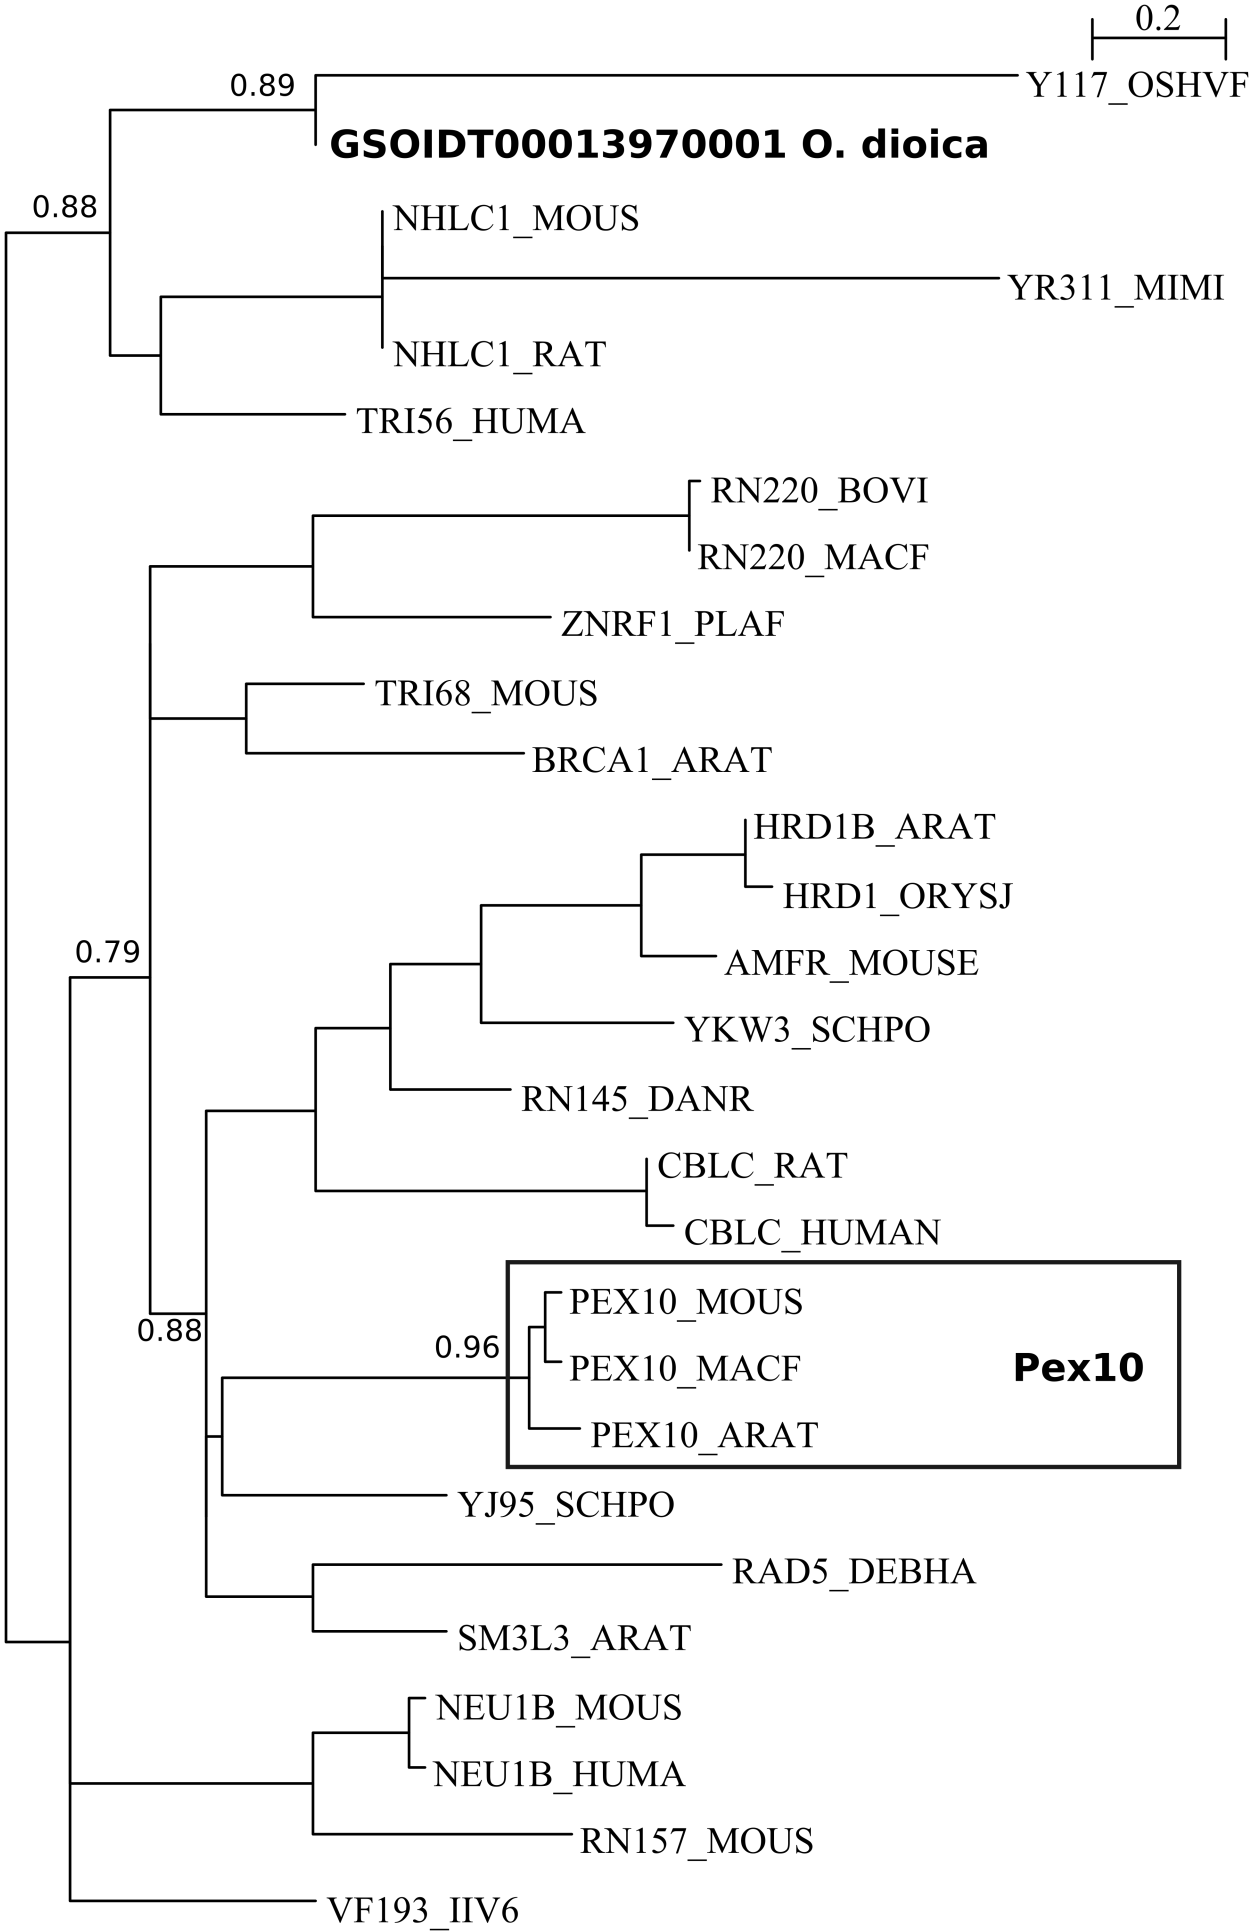 0.2
0.89
Y117_OSHVF
GSOIDT00013970001 O. dioica
0.88
NHLC1_MOUS
YR311_MIMI
NHLC1_RAT
TRI56_HUMA
RN220_BOVI
RN220_MACF
ZNRF1_PLAF
TRI68_MOUS
BRCA1_ARAT
HRD1B_ARAT
HRD1_ORYSJ
0.79
AMFR_MOUSE
YKW3_SCHPO
RN145_DANR
CBLC_RAT
CBLC_HUMAN
PEX10_MOUS
0.88
0.96
PEX10_MACF
Pex10
PEX10_ARAT
YJ95_SCHPO
RAD5_DEBHA
SM3L3_ARAT
NEU1B_MOUS
NEU1B_HUMA
RN157_MOUS
VF193_IIV6